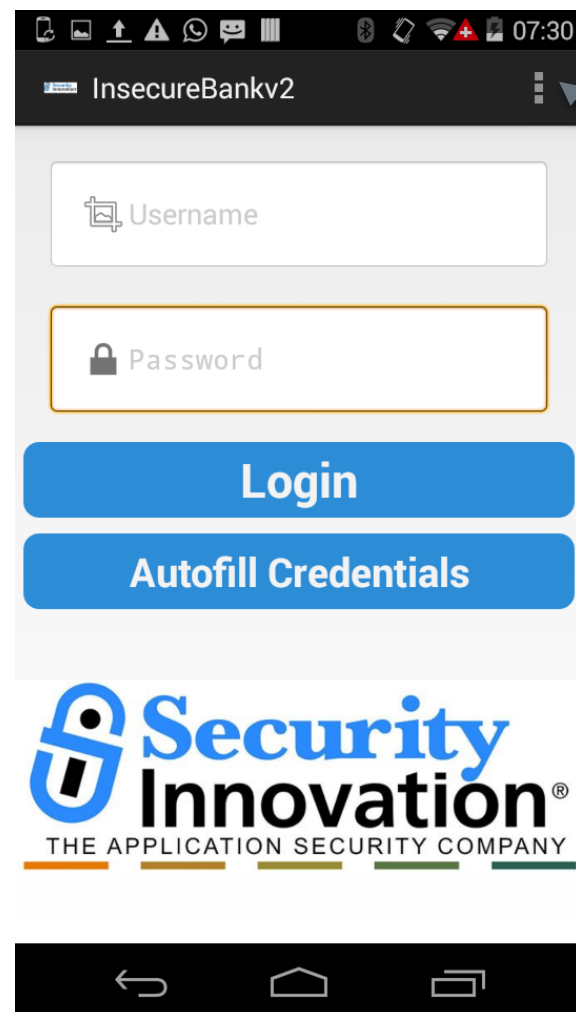 07:30
InsecureBankv2
Username
Password
Login
Autofill Credentials
Security
Innovation®
THE APPLICATION SECURITY COMPANY